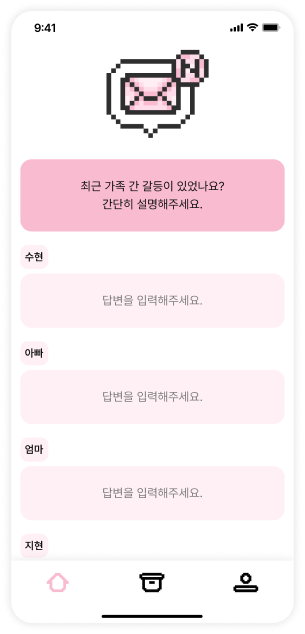 9:41
N
최근 가족 간 갈등이 있었나요?
간단히 설명해주세요.
수현
답변을 입력해주세요.
아빠
답변을 입력해주세요.
엄마
답변을 입력해주세요.
지현